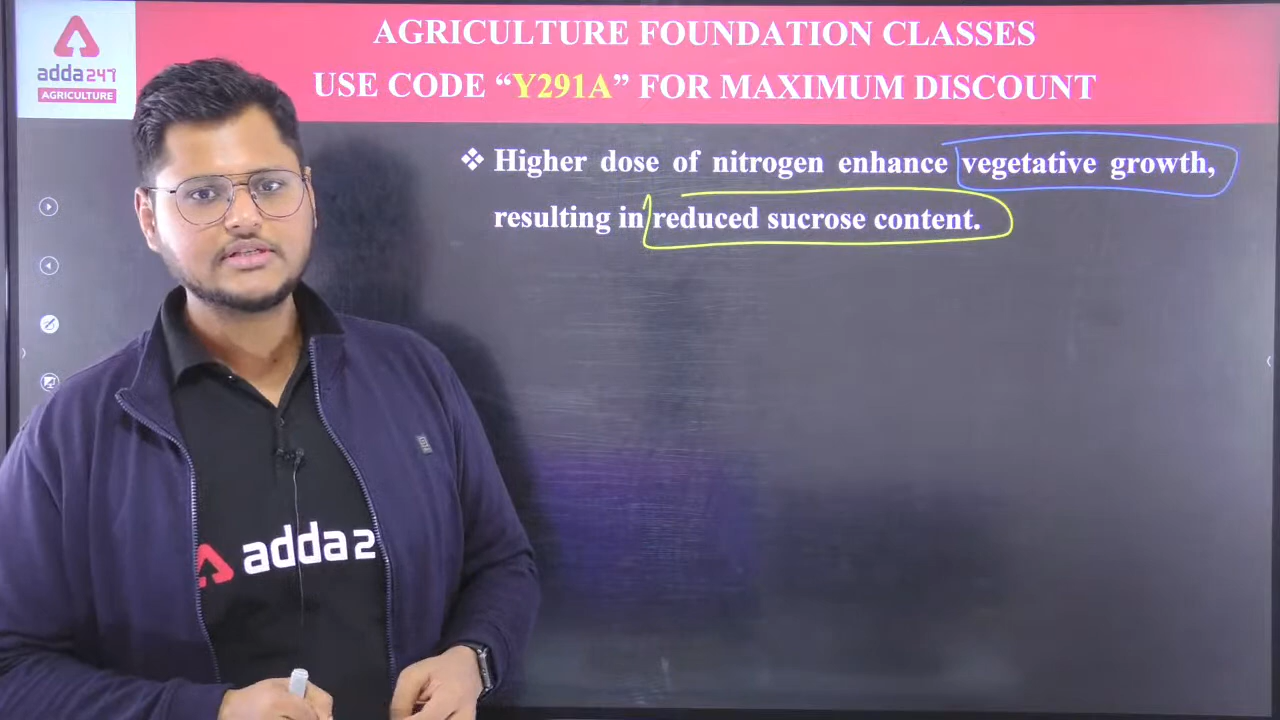 adda247
AGRICULTURE
AGRICULTURE FOUNDATION CLASSES
USE CODE “Y291A” FOR MAXIMUM DISCOUNT
❖ Higher dose of nitrogen enhance vegetative growth,
resulting in reduced sucrose content.
adda2